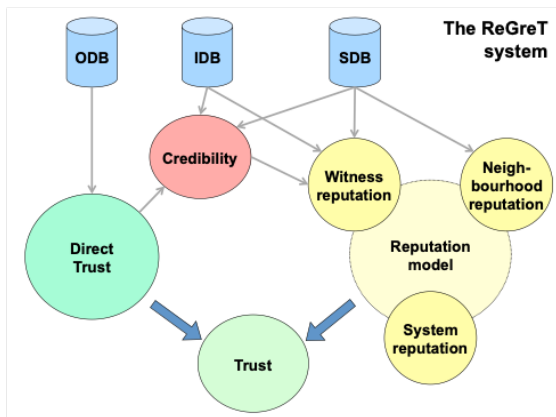 The ReGreT
system
ODB
IDB
SDB
Credibility
Witness
reputation
Neigh-
bourhood
reputation
Direct
Trust
Reputation
model
System
reputation
Trust